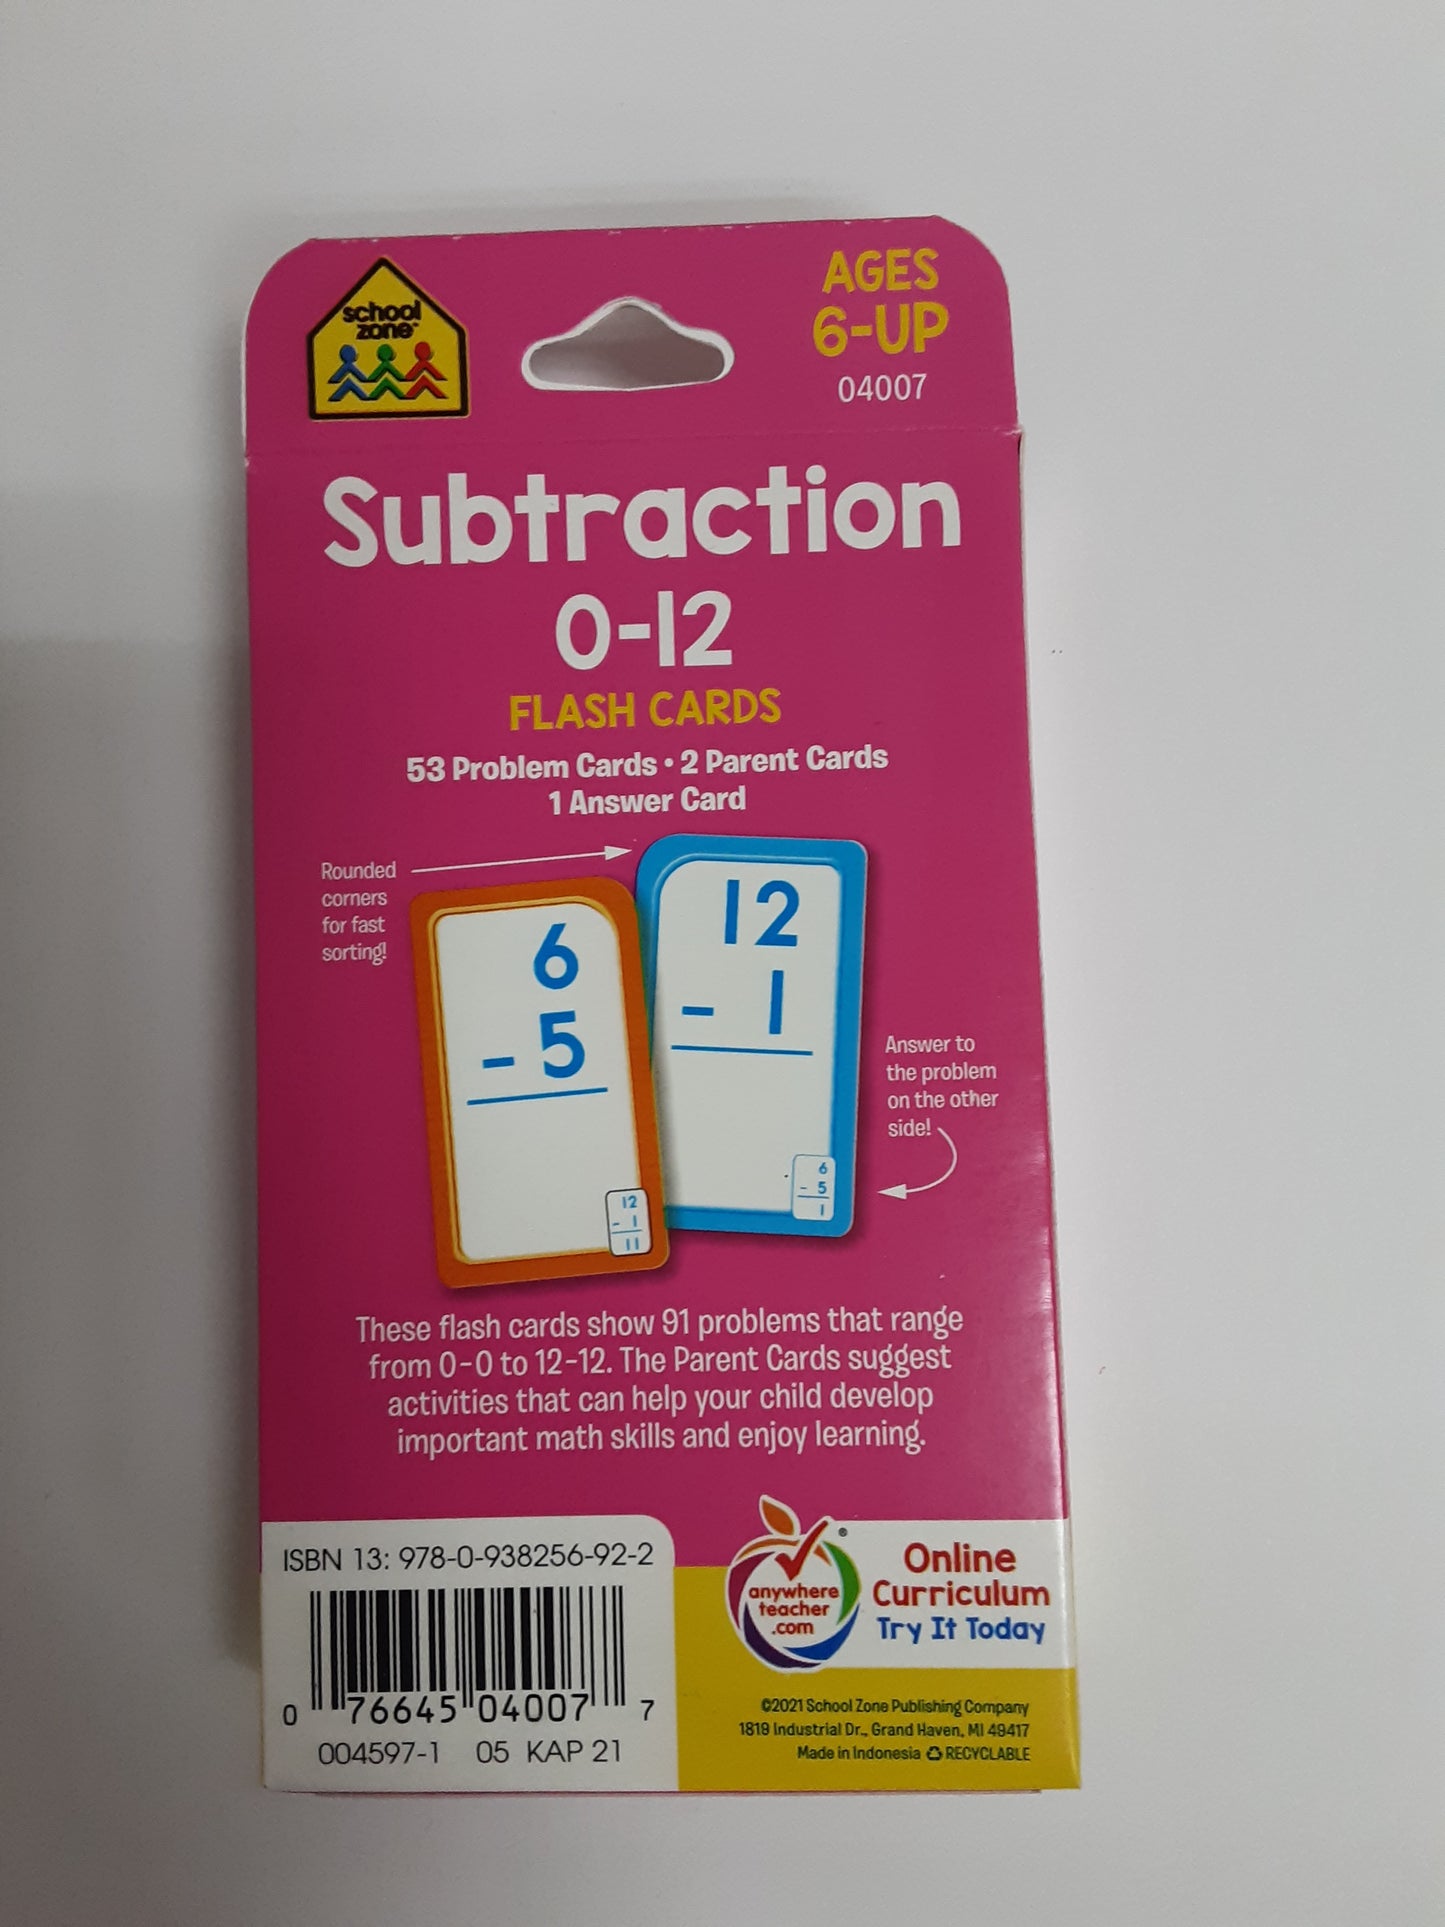 school
zone™
AGES
6-UP
04007
Subtraction
0-12
FLASH CARDS
53 Problem Cards • 2 Parent Cards
1 Answer Card
Rounded
corners
for fast
sorting!
6
- 5
12
- 1
11
12
- 1
6
- 5
1
Answer to
the problem
on the other
side!
These flash cards show 91 problems that range
from 0-0 to 12-12. The Parent Cards suggest
activities that can help your child develop
important math skills and enjoy learning.
ISBN 13: 978-0-938256-92-2
0 76645 04007 7
004597-1 05 KAP 21
anywhere
teacher
.com
®
Online
Curriculum
Try It Today
©2021 School Zone Publishing Company
1819 Industrial Dr., Grand Haven, MI 49417
Made in Indonesia ♻ RECYCLABLE